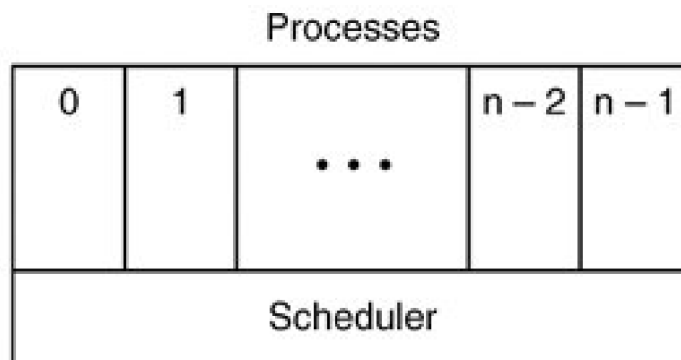 Processes
0 1 • • • n – 2 n – 1
Scheduler